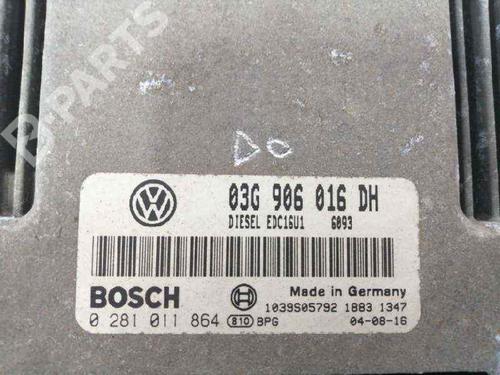 B-PARTS
DO
03G 906 016 DH
DIESEL EDC16U1 6093
BOSCH
Made in Germany
1039S05792 1883 1347
0 281 011 864 810 BPG 04-08-16